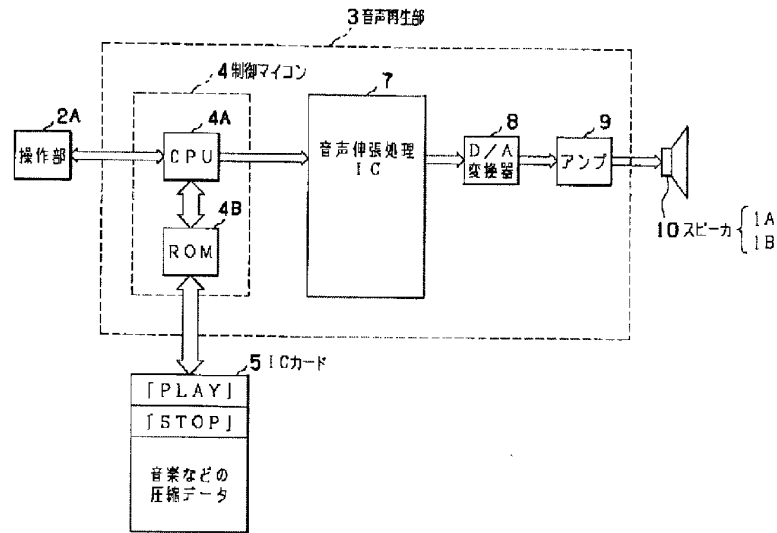 3 音声再生部
4 制御マイコン
2A
操作部
4A
CPU
4B
ROM
7
音声伸張処理
IC
8
D/A
変換器
9
アンプ
10 スピーカ
1A
1B
5 ICカード
「PLAY」
「STOP」
音楽などの
圧縮データ